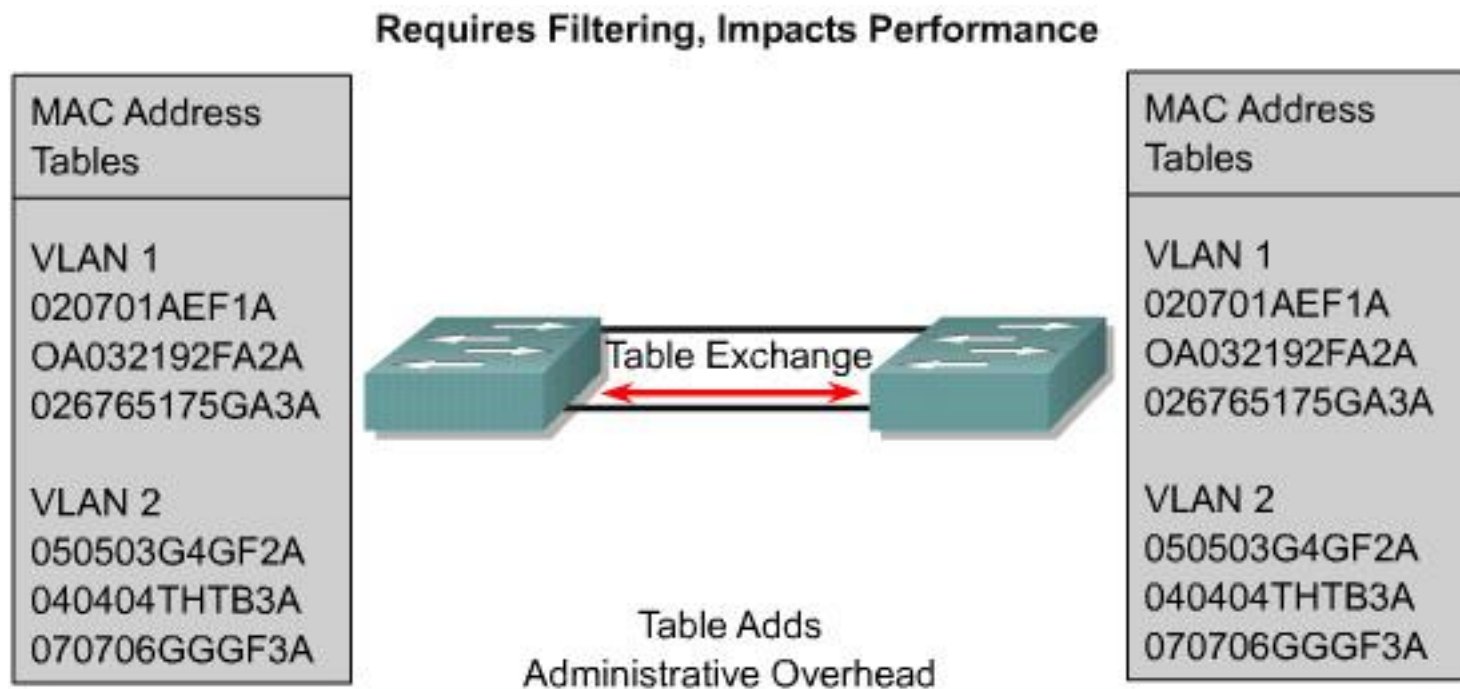 Requires Filtering, Impacts Performance
MAC Address
Tables
VLAN 1
020701AEF1A
OA032192FA2A
026765175GA3A
VLAN 2
050503G4GF2A
040404THTB3A
070706GGGF3A
Table Exchange
Table Adds
Administrative Overhead
MAC Address
Tables
VLAN 1
020701AEF1A
OA032192FA2A
026765175GA3A
VLAN 2
050503G4GF2A
040404THTB3A
070706GGGF3A